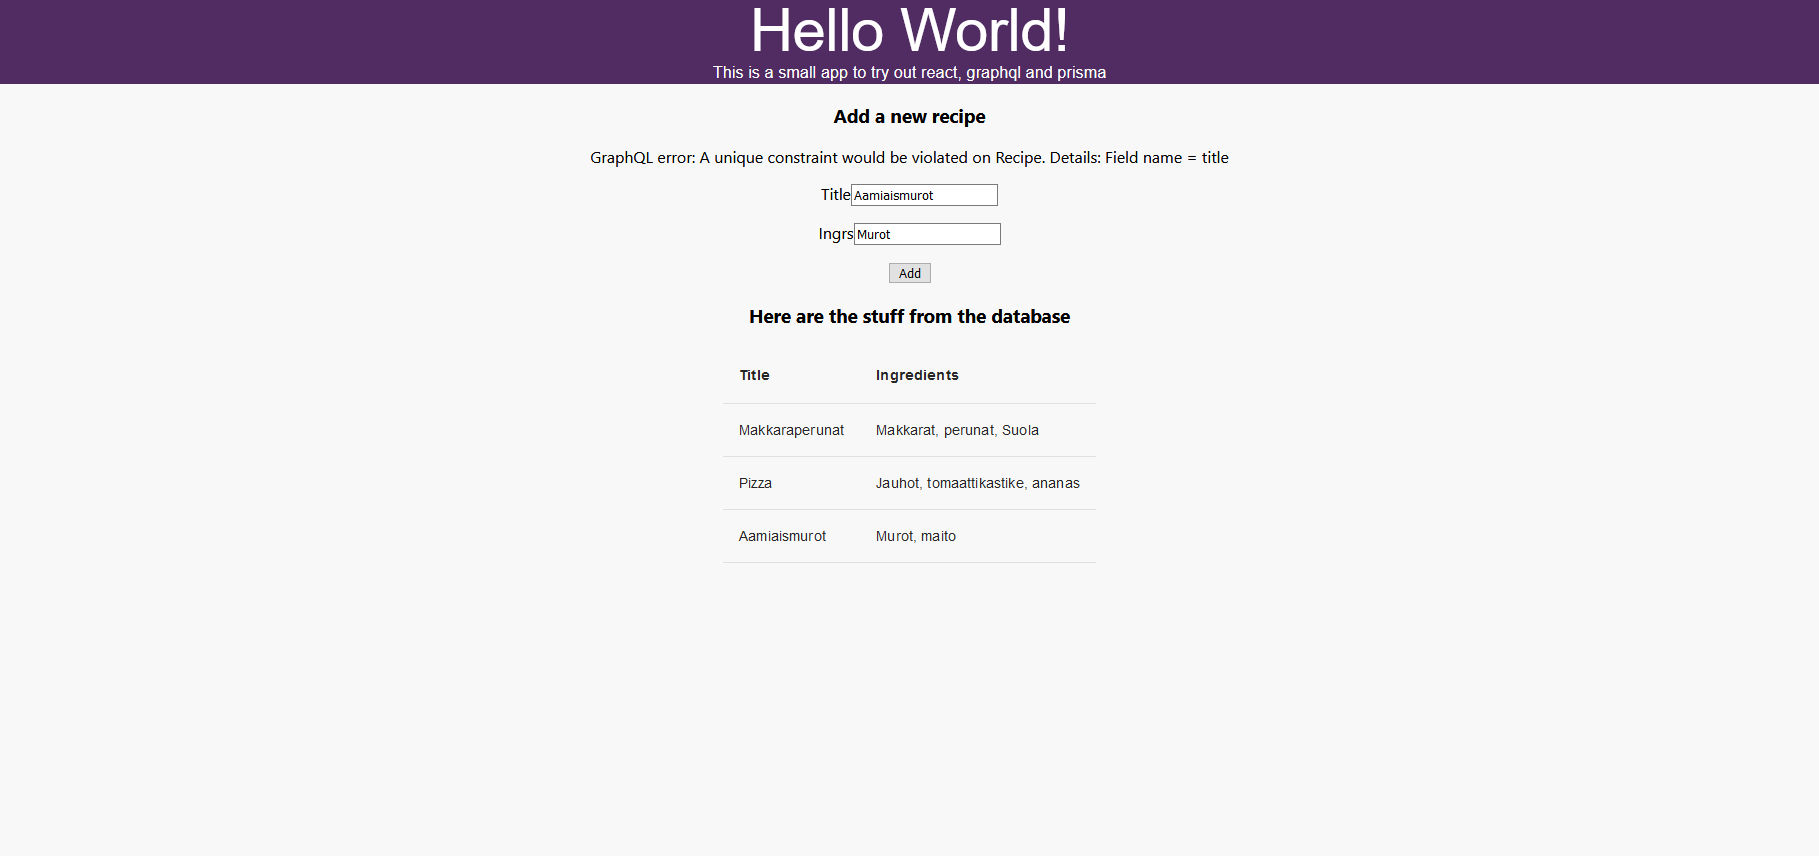 Hello World!
This is a small app to try out react, graphql and prisma
Add a new recipe
GraphQL error: A unique constraint would be violated on Recipe. Details: Field name = title
Title Aamiaismurot
Ingrs Murot
Add
Here are the stuff from the database
Title Ingredients
Makkaraperunat Makkarat, perunat, Suola
Pizza Jauhot, tomaattikastike, ananas
Aamiaismurot Murot, maito